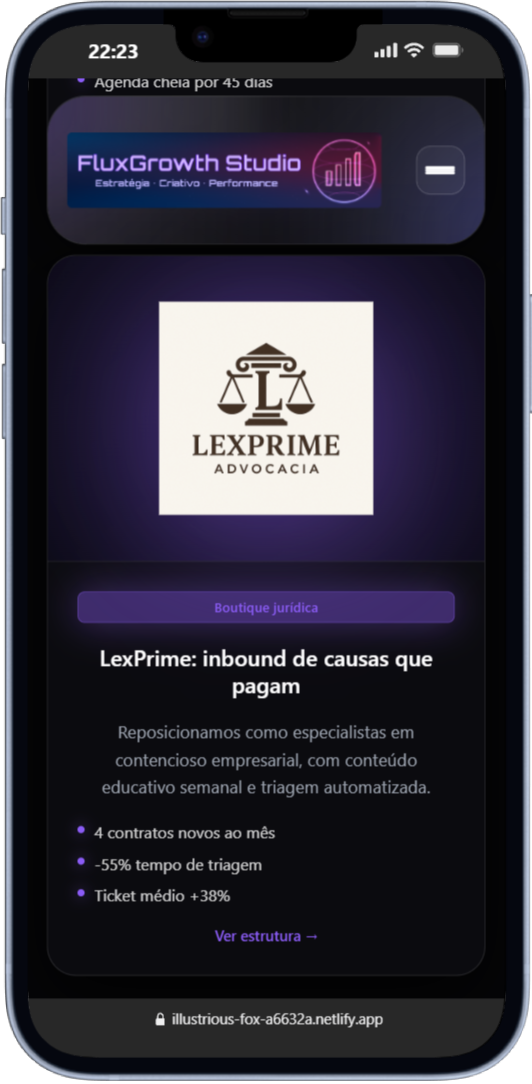 22:23
Agenda cheia por 45 dias
FluxGrowth Studio
Estratégia · Criativo · Performance
L
LEXPRIME
ADVOCACIA
Boutique jurídica
LexPrime: inbound de causas que
pagam
Reposicionamos como especialistas em
contencioso empresarial, com conteúdo
educativo semanal e triagem automatizada.
4 contratos novos ao mês
-55% tempo de triagem
Ticket médio +38%
Ver estrutura →
illustrious-fox-a6632a.netlify.app